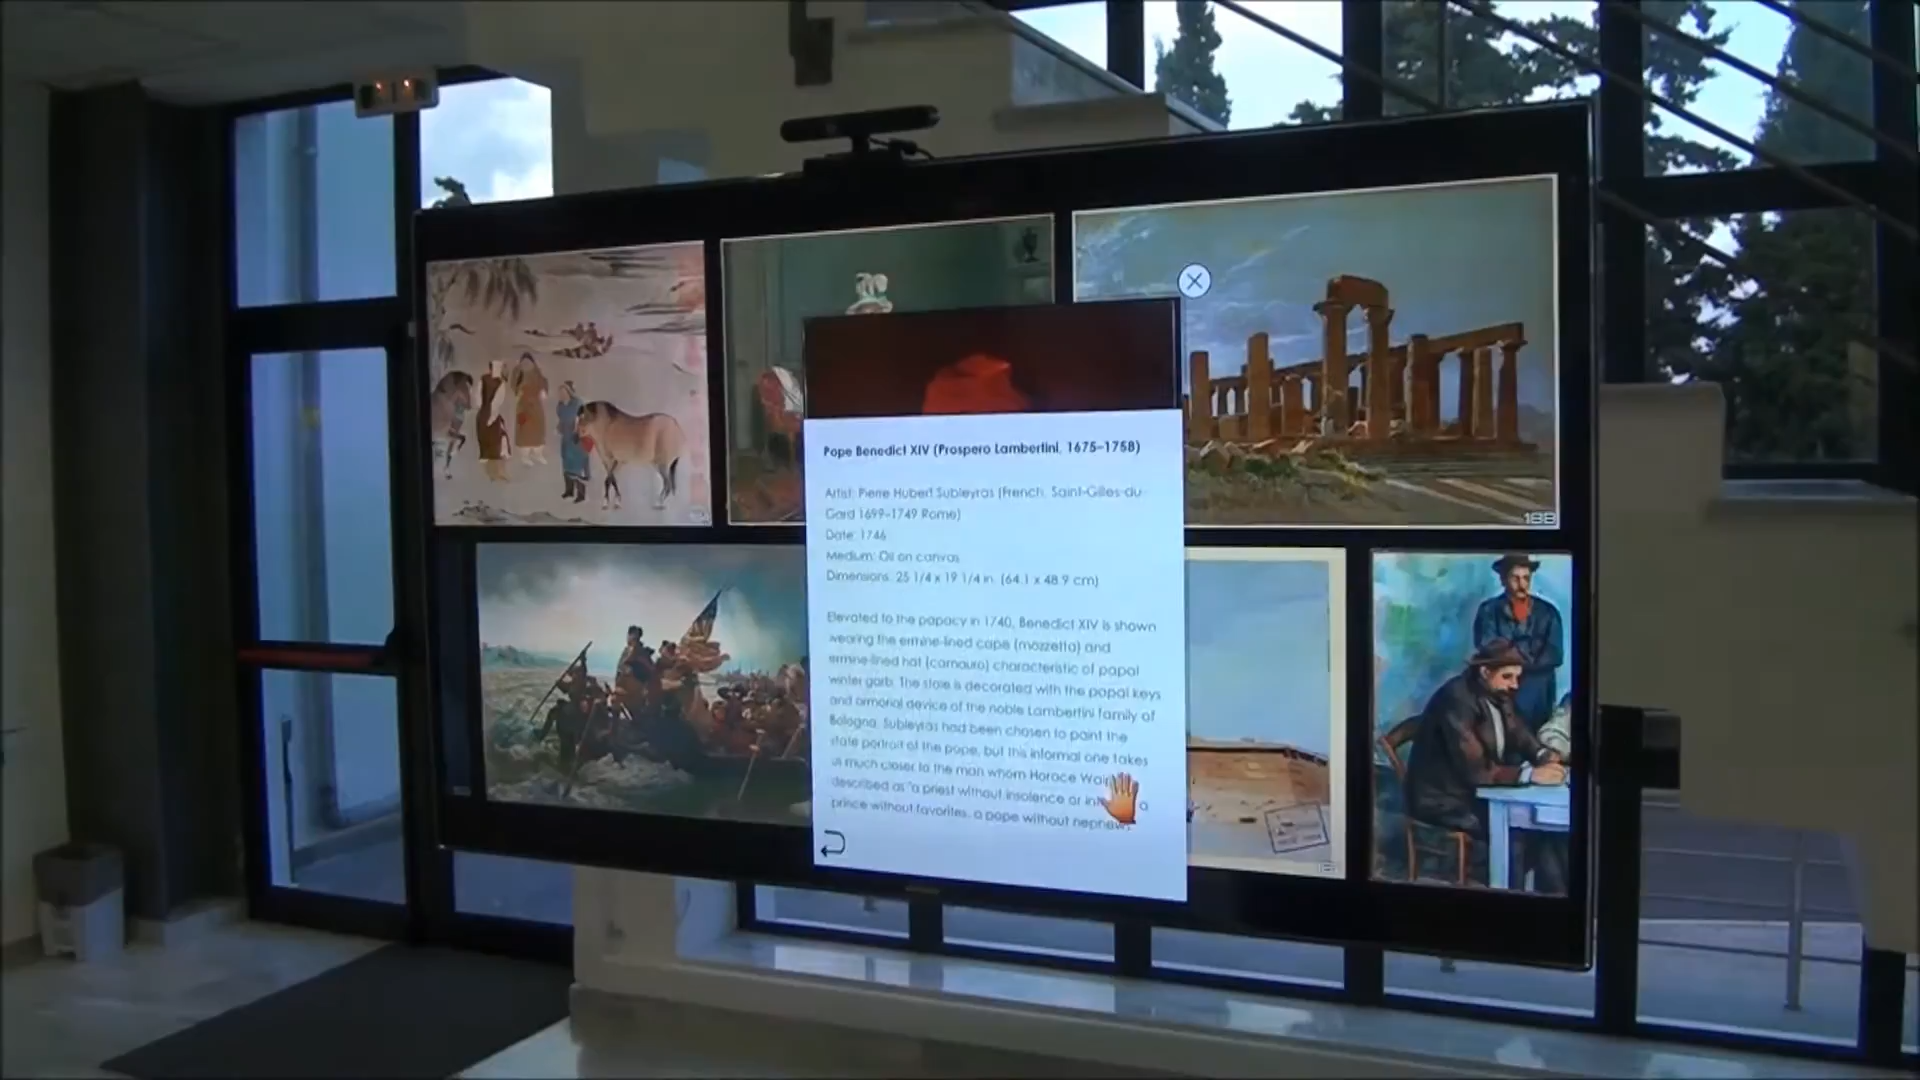 Pope Benedict XIV (Prospero Lambertini, 1675–1758)
Artist: Pierre Hubert Subleyras (French, Saint-Gilles-du-
Gard 1699–1749 Rome)
Date: 1746
Medium: Oil on canvas
Dimensions: 25 1/4 x 19 1/4 in. (64.1 x 48.9 cm)
Elevated to the papacy in 1740, Benedict XIV is shown
wearing the ermine-lined cape (mozzetta) and
ermine-lined hat (camauro) characteristic of papal
winter garb. The stole is decorated with the papal keys
and armorial device of the noble Lambertini family of
Bologna. Subleyras had been chosen to paint the
state portrait of the pope, but this informal one takes
us much closer to the man whom Horace
described as "a priest without insolence or a
prince without favorites, a pope without
188